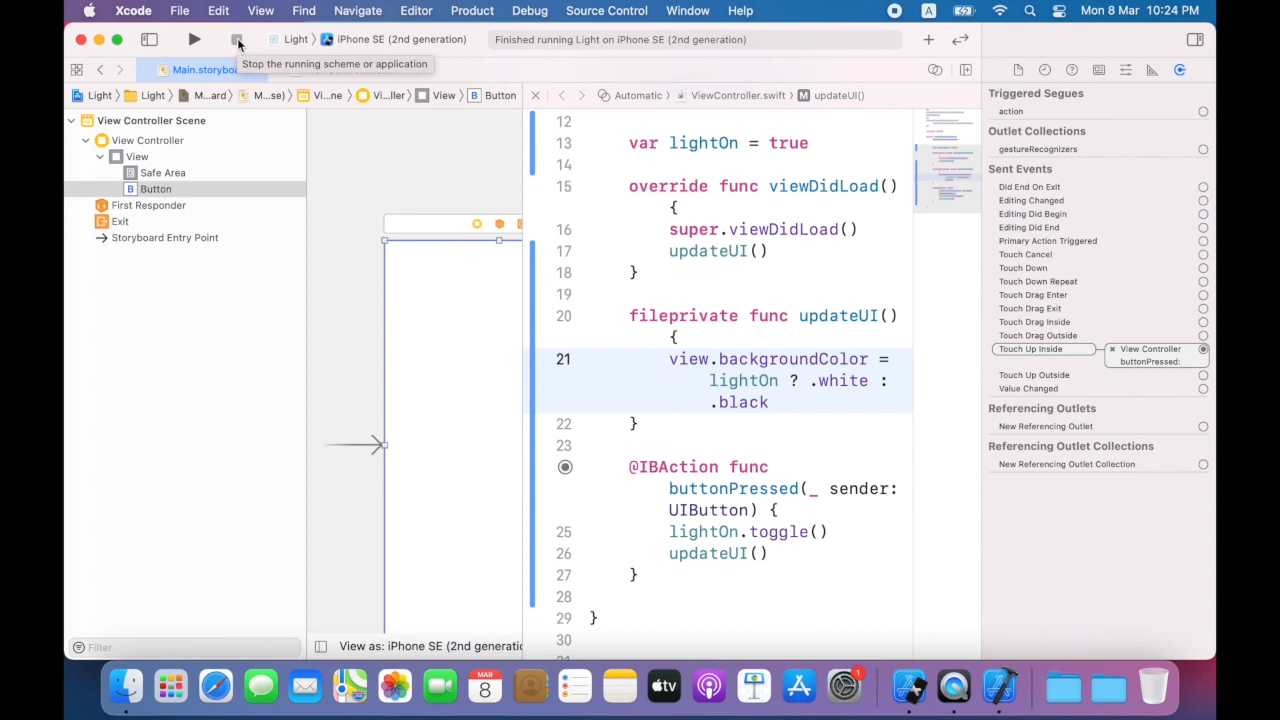 Xcode File Edit View Find Navigate Editor Product Debug Source Control Window Help A Mon 8 Mar 10:24 PM
Light iPhone SE (2nd generation) Finished running Light on iPhone SE (2nd generation)
Stop the running scheme or application
Main.storyboa
Light Light M...ard M...se) Vi...ne Vi...ller View B Button
Automatic ViewController.swift M updateUI()
View Controller Scene
View Controller
View
Safe Area
B Button
First Responder
Exit
Storyboard Entry Point
Filter
View as: iPhone SE (2nd generatio
12
13 var lightOn = true
14
15 override func viewDidLoad()
{
16 super.viewDidLoad()
17 updateUI()
18 }
19
20 fileprivate func updateUI()
{
21 view.backgroundColor =
lightOn ? .white :
.black
22 }
23
@IBAction func
buttonPressed(_ sender:
UIButton) {
25 lightOn.toggle()
26 updateUI()
27 }
28
29 }
30
Triggered Segues
action
Outlet Collections
gestureRecognizers
Sent Events
Did End On Exit
Editing Changed
Editing Did Begin
Editing Did End
Primary Action Triggered
Touch Cancel
Touch Down
Touch Down Repeat
Touch Drag Enter
Touch Drag Exit
Touch Drag Inside
Touch Drag Outside
Touch Up Inside View Controller
buttonPressed:
Touch Up Outside
Value Changed
Referencing Outlets
New Referencing Outlet
Referencing Outlet Collections
New Referencing Outlet Collection
MAR
8
tv
1